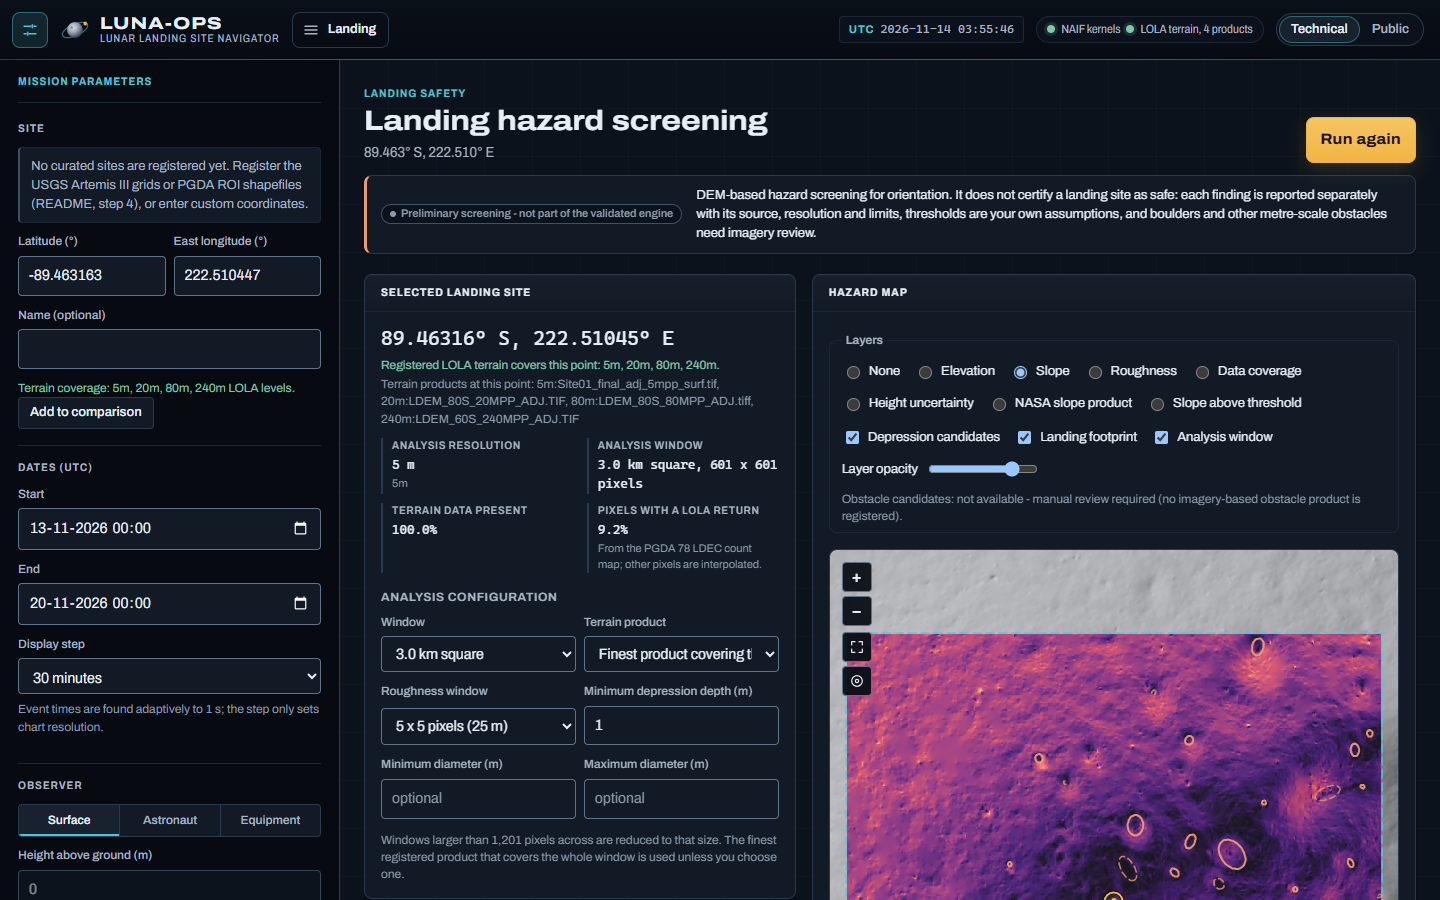 LUNA-OPS
LUNAR LANDING SITE NAVIGATOR
Landing
UTC 2026-11-14 03:55:46
NAIF kernels
LOLA terrain, 4 products
Technical
Public
MISSION PARAMETERS
SITE
No curated sites are registered yet. Register the
USGS Artemis III grids or PGDA ROI shapefiles
(README, step 4), or enter custom coordinates.
Latitude (°)
East longitude (°)
-89.463163
222.510447
Name (optional)
Terrain coverage: 5m, 20m, 80m, 240m LOLA levels.
Add to comparison
DATES (UTC)
Start
13-11-2026 00:00
End
20-11-2026 00:00
Display step
30 minutes
Event times are found adaptively to 1 s; the step only sets
chart resolution.
OBSERVER
Surface
Astronaut
Equipment
Height above ground (m)
0
LANDING SAFETY
Landing hazard screening
89.463° S, 222.510° E
Run again
Preliminary screening - not part of the validated engine
DEM-based hazard screening for orientation. It does not certify a landing site as safe: each finding is reported separately
with its source, resolution and limits, thresholds are your own assumptions, and boulders and other metre-scale obstacles
need imagery review.
SELECTED LANDING SITE
89.46316° S, 222.51045° E
Registered LOLA terrain covers this point: 5m, 20m, 80m, 240m.
Terrain products at this point: 5m:Site01_final_adj_5mpp_surf.tif,
20m:LDEM_80S_20MPP_ADJ.TIF, 80m:LDEM_80S_80MPP_ADJ.tiff,
240m:LDEM_60S_240MPP_ADJ.TIF
ANALYSIS RESOLUTION
5 m
5m
ANALYSIS WINDOW
3.0 km square, 601 x 601
pixels
TERRAIN DATA PRESENT
100.0%
PIXELS WITH A LOLA RETURN
9.2%
From the PGDA 78 LDEC count
map; other pixels are interpolated.
ANALYSIS CONFIGURATION
Window
Terrain product
3.0 km square
Finest product covering t
Roughness window
Minimum depression depth (m)
5 x 5 pixels (25 m)
1
Minimum diameter (m)
Maximum diameter (m)
optional
optional
Windows larger than 1,201 pixels across are reduced to that size. The finest
registered product that covers the whole window is used unless you choose
one.
HAZARD MAP
Layers
None
Elevation
Slope
Roughness
Data coverage
Height uncertainty
NASA slope product
Slope above threshold
Depression candidates
Landing footprint
Analysis window
Layer opacity
Obstacle candidates: not available - manual review required (no imagery-based obstacle product is
registered).
+
−